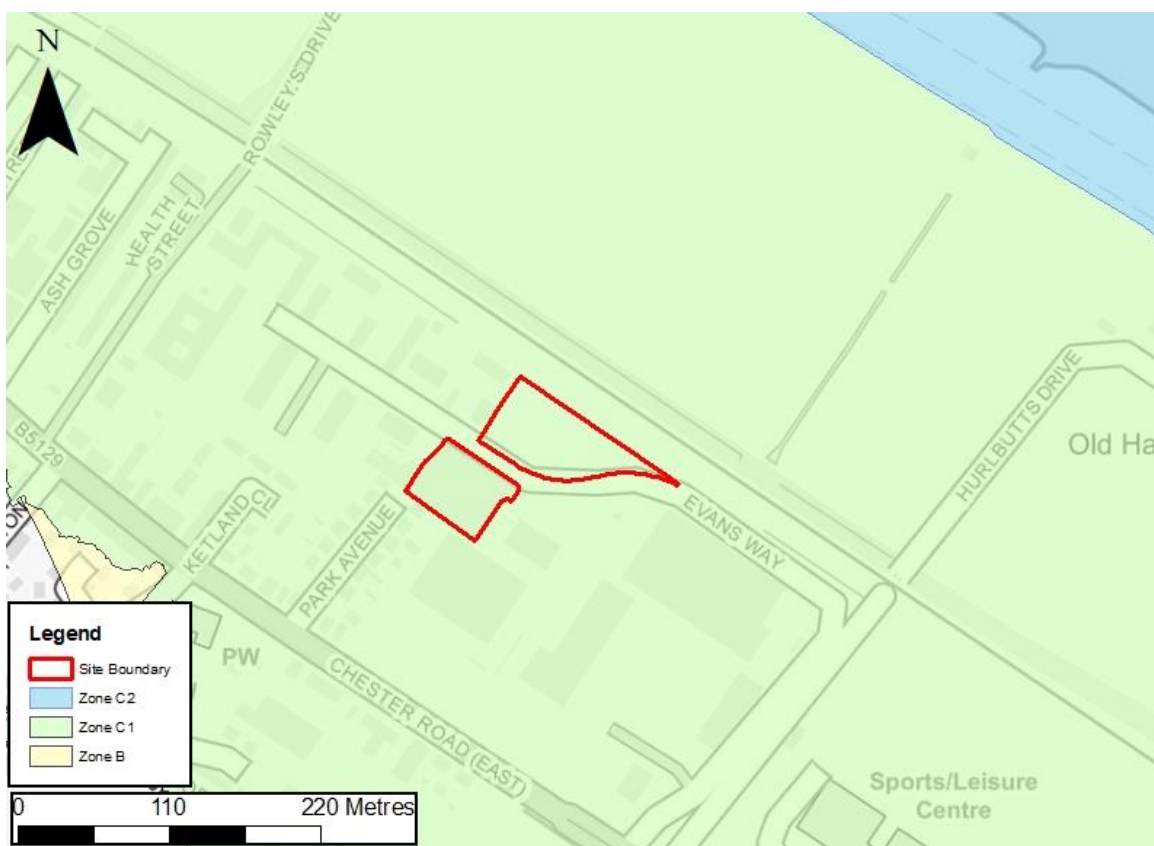 N
ROWLEY'S DRIVE
HEALTH
STREET
ASH GROVE
B5129
KETLAND CL
PARK AVENUE
EVANS WAY
HURLBUTTS DRIVE
Old Ha
PW
CHESTER ROAD (EAST)
Sports/Leisure
Centre
Legend
Site Boundary
Zone C2
Zone C1
Zone B
0 110 220 Metres